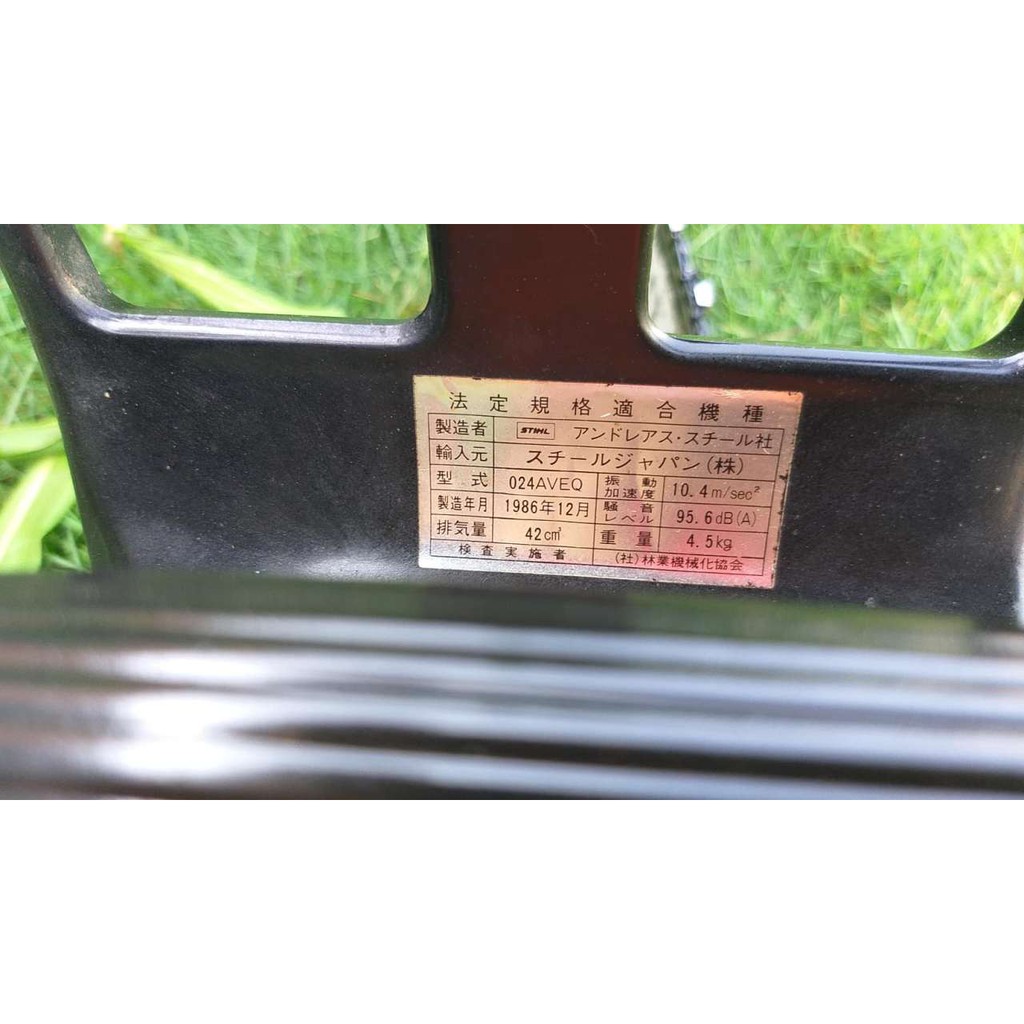 法定規格適合機種
製造者 STIHL アンドレアス・スチール社
輸入元 スチールジャパン(株)
型式 024AVEQ 振動加速度 10.4m/sec²
製造年月 1986年12月 騒音レベル 95.6dB(A)
排気量 42cm³ 重量 4.5kg
検査実施者 (社)林業機械化協会